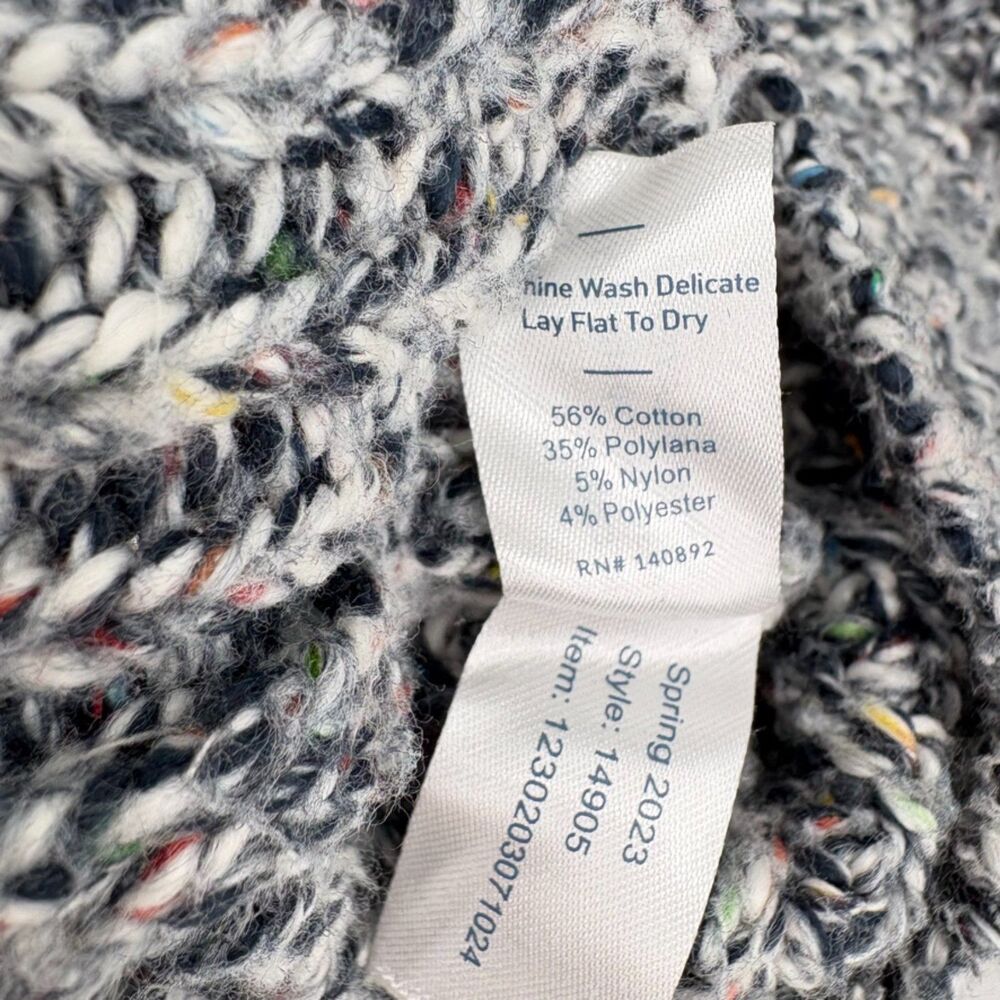 hine Wash Delicate
Lay Flat To Dry
56% Cotton
35% Polylana
5% Nylon
4% Polyester
RN# 140892
Spring 2023
Style: 14905
Item: 1230203071024